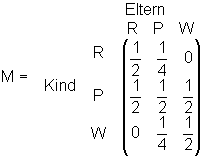 Eltern
R P W
R 1/2 1/4 0
M = Kind P 1/2 1/2 1/2
W 0 1/4 1/2